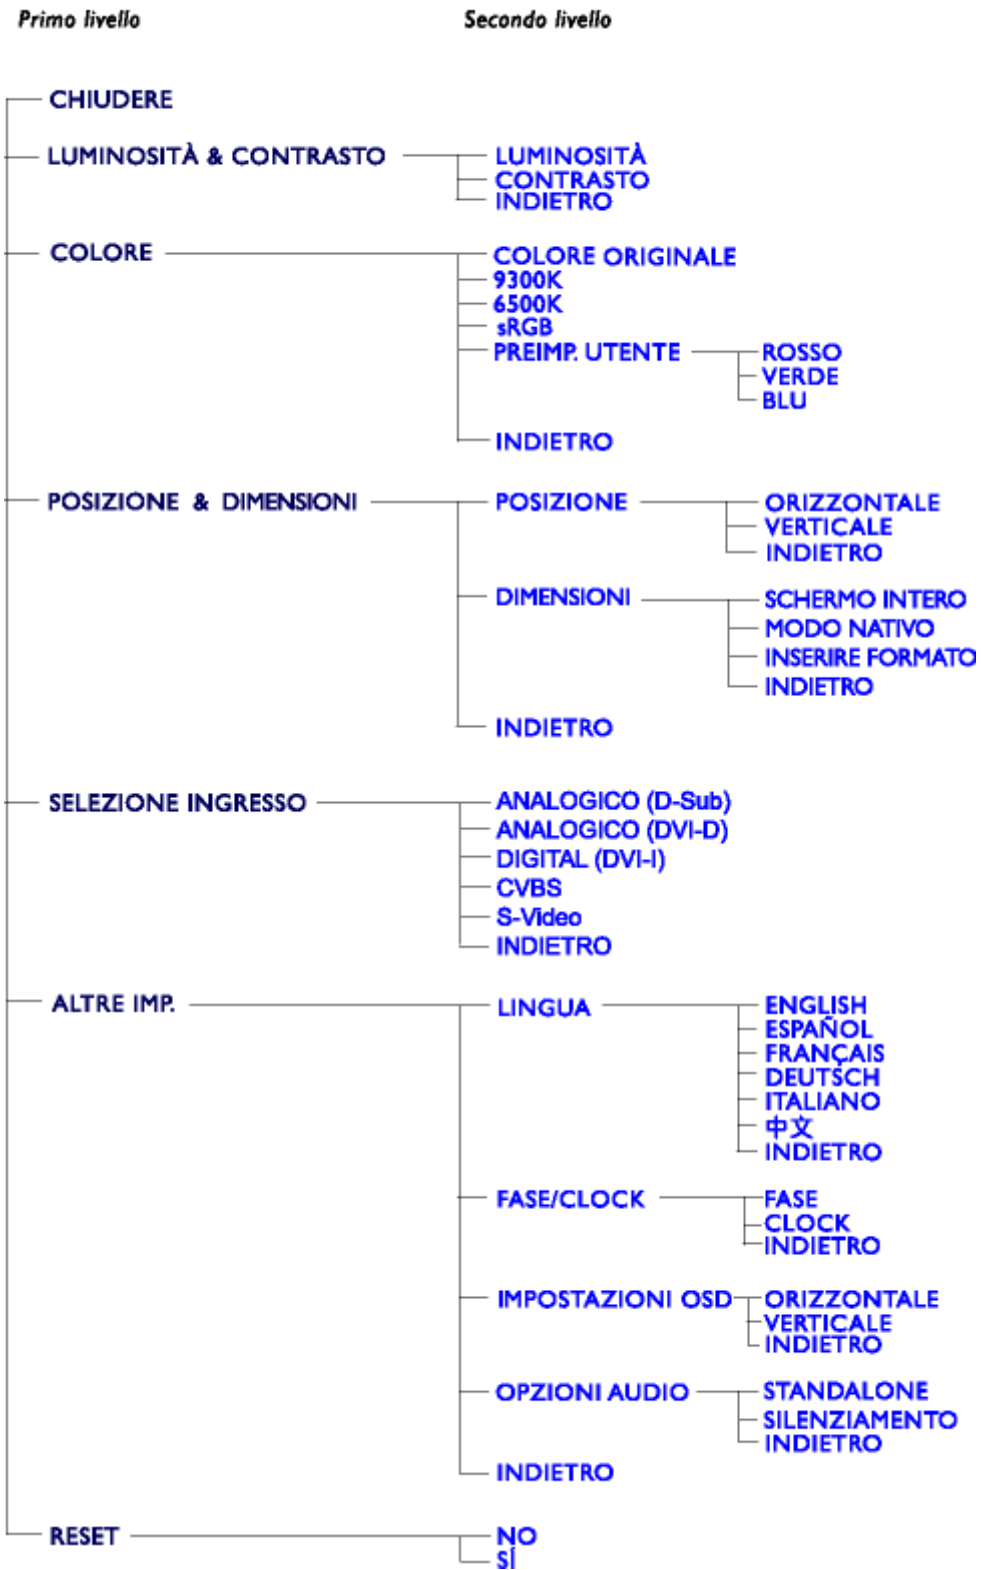 Primo livello Secondo livello
CHIUDERE
LUMINOSITÀ & CONTRASTO LUMINOSITÀ
CONTRASTO
INDIETRO
COLORE COLORE ORIGINALE
9300K
6500K
sRGB
PREIMP. UTENTE ROSSO
VERDE
BLU
INDIETRO
POSIZIONE & DIMENSIONI POSIZIONE ORIZZONTALE
VERTICALE
INDIETRO
DIMENSIONI SCHERMO INTERO
MODO NATIVO
INSERIRE FORMATO
INDIETRO
INDIETRO
SELEZIONE INGRESSO ANALOGICO (D-Sub)
ANALOGICO (DVI-D)
DIGITAL (DVI-I)
CVBS
S-Video
INDIETRO
ALTRE IMP. LINGUA ENGLISH
ESPAÑOL
FRANÇAIS
DEUTSCH
ITALIANO
中文
INDIETRO
FASE/CLOCK FASE
CLOCK
INDIETRO
IMPOSTAZIONI OSD ORIZZONTALE
VERTICALE
INDIETRO
OPZIONI AUDIO STANDALONE
SILENZIAMENTO
INDIETRO
INDIETRO
RESET NO
SÍ